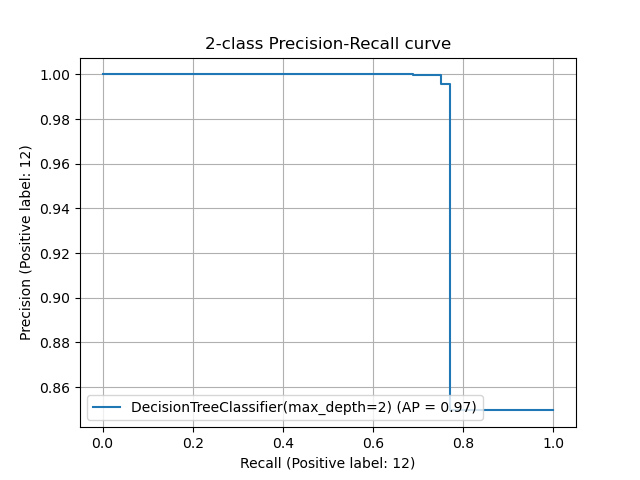 2-class Precision-Recall curve
1.00
0.98
0.96
0.94
0.92
0.90
0.88
0.86
Precision (Positive label: 12)
DecisionTreeClassifier(max_depth=2) (AP = 0.97)
0.0 0.2 0.4 0.6 0.8 1.0
Recall (Positive label: 12)